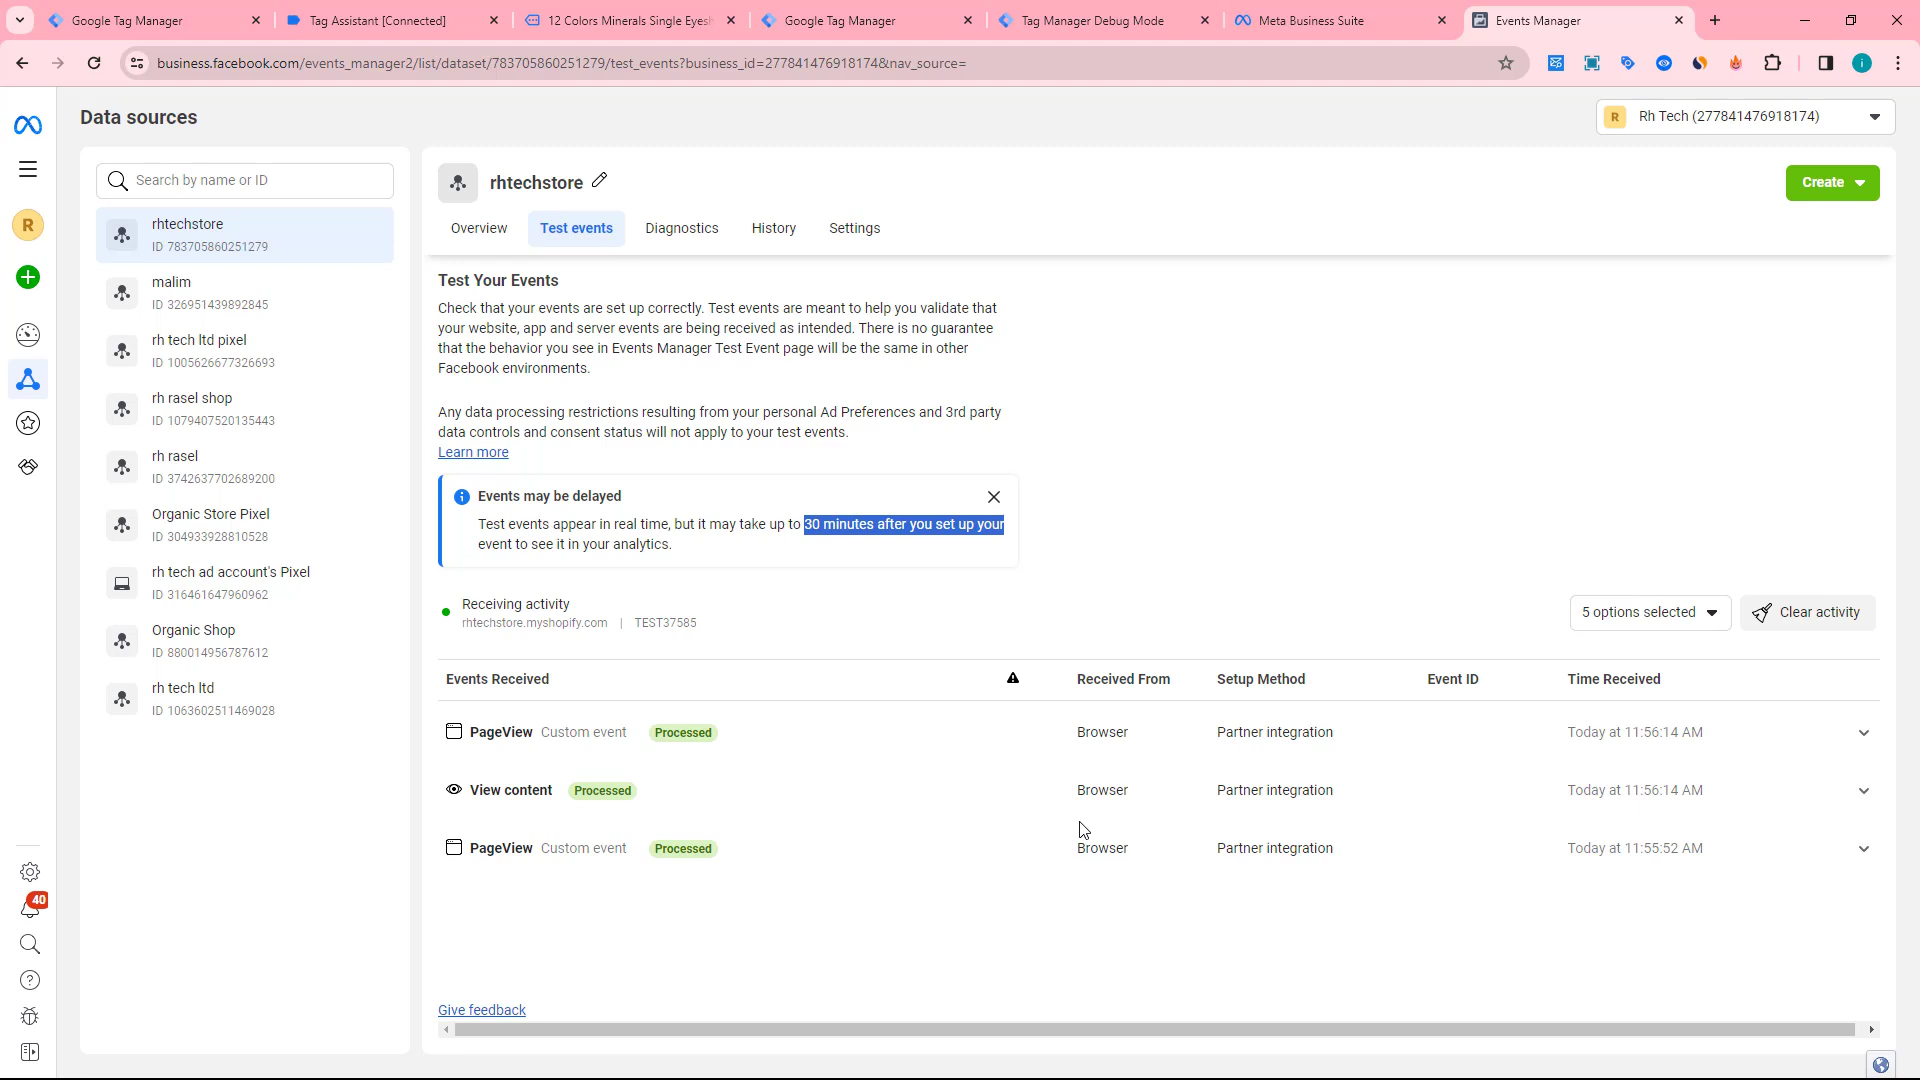 Google Tag Manager
Tag Assistant [Connected]
12 Colors Minerals Single Eyesh
Google Tag Manager
Tag Manager Debug Mode
Meta Business Suite
Events Manager
business.facebook.com/events_manager2/list/dataset/783705860251279/test_events?business_id=277841476918174&nav_source=
i
Data sources
R
Rh Tech (277841476918174)
R
Search by name or ID
rhtechstore
ID 783705860251279
malim
ID 326951439892845
rh tech ltd pixel
ID 1005626677326693
rh rasel shop
ID 1079407520135443
rh rasel
ID 3742637702689200
Organic Store Pixel
ID 304933928810528
rh tech ad account's Pixel
ID 316461647960962
Organic Shop
ID 880014956787612
rh tech ltd
ID 1063602511469028
40
rhtechstore
Create
Overview
Test events
Diagnostics
History
Settings
Test Your Events
Check that your events are set up correctly. Test events are meant to help you validate that
your website, app and server events are being received as intended. There is no guarantee
that the behavior you see in Events Manager Test Event page will be the same in other
Facebook environments.
Any data processing restrictions resulting from your personal Ad Preferences and 3rd party
data controls and consent status will not apply to your test events.
Learn more
Events may be delayed
Test events appear in real time, but it may take up to 30 minutes after you set up your
event to see it in your analytics.
Receiving activity
rhtechstore.myshopify.com | TEST37585
5 options selected
Clear activity
Events Received
Received From
Setup Method
Event ID
Time Received
PageView Custom event Processed Browser Partner integration Today at 11:56:14 AM
View content Processed Browser Partner integration Today at 11:56:14 AM
PageView Custom event Processed Browser Partner integration Today at 11:55:52 AM
Give feedback